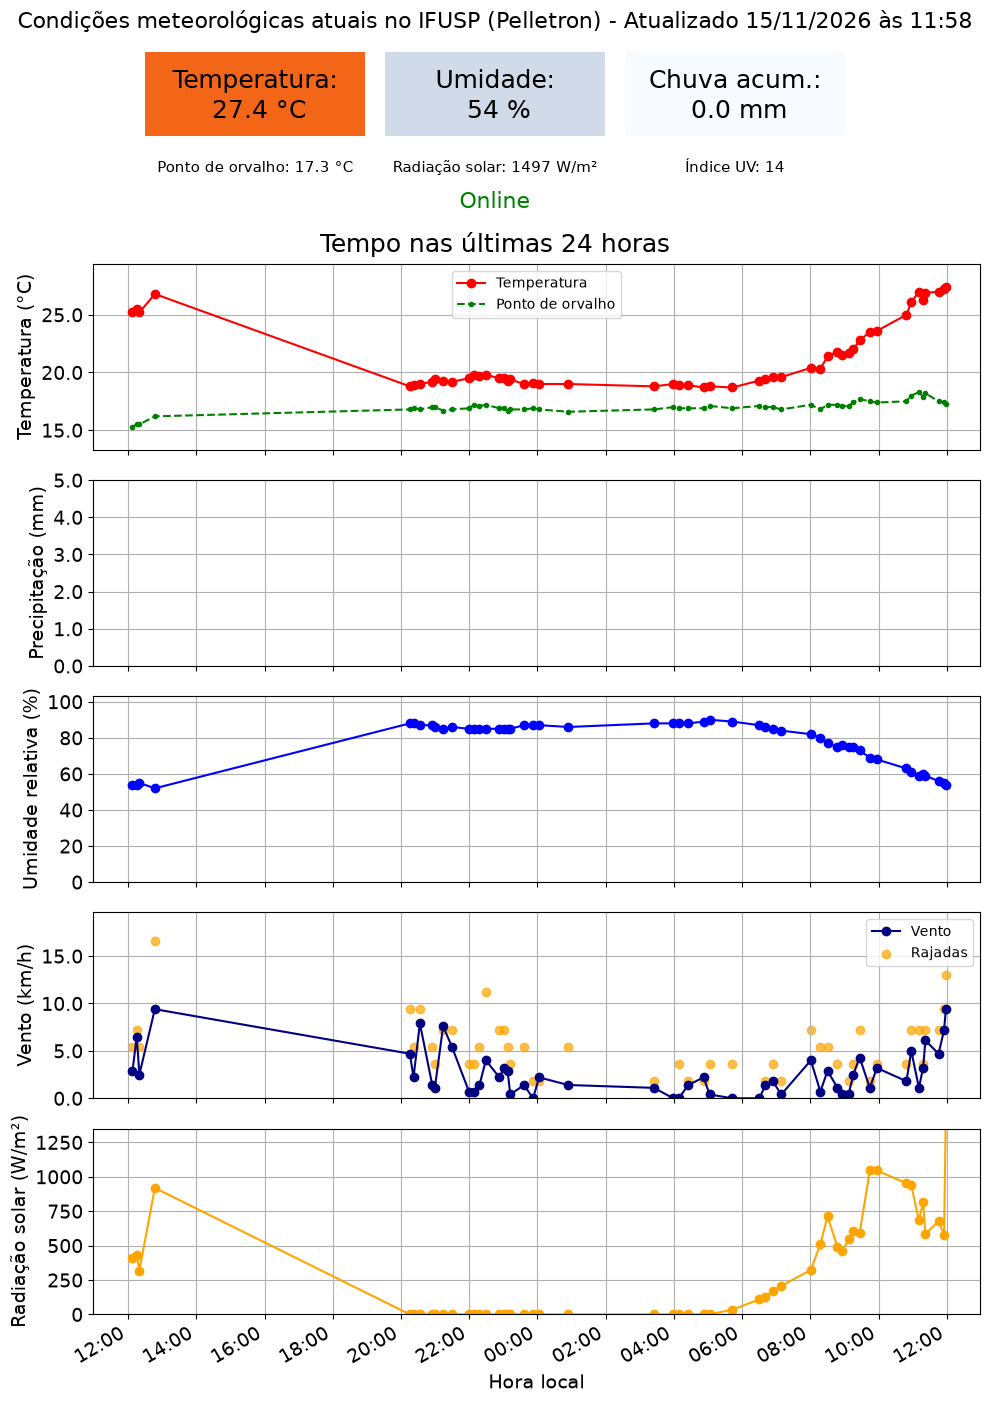 Condições meteorológicas atuais no IFUSP (Pelletron) - Atualizado 15/11/2026 às 11:58
Temperatura:
27.4 °C
Umidade:
54 %
Chuva acum.:
0.0 mm
Ponto de orvalho: 17.3 °C
Radiação solar: 1497 W/m²
Índice UV: 14
Online
Tempo nas últimas 24 horas
Temperatura (°C)
25.0
20.0
15.0
Temperatura
Ponto de orvalho
Precipitação (mm)
5.0
4.0
3.0
2.0
1.0
0.0
Umidade relativa (%)
100
80
60
40
20
0
Vento (km/h)
15.0
10.0
5.0
0.0
Vento
Rajadas
Radiação solar (W/m²)
1250
1000
750
500
250
0
12:00
14:00
16:00
18:00
20:00
22:00
00:00
02:00
04:00
06:00
08:00
10:00
12:00
Hora local